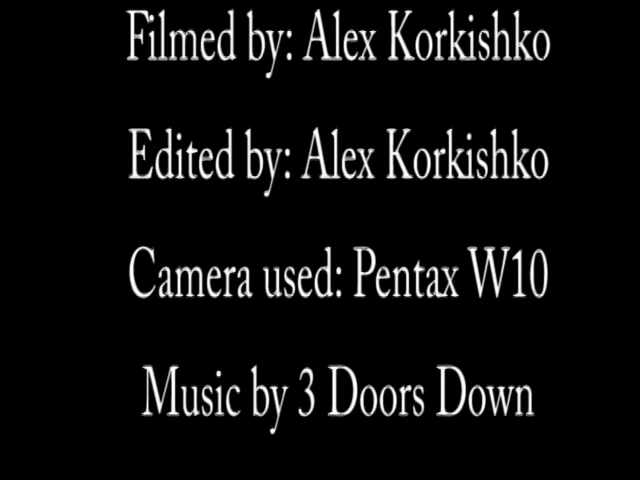 Filmed by: Alex Korkishko
Edited by: Alex Korkishko
Camera used: Pentax W10
Music by 3 Doors Down